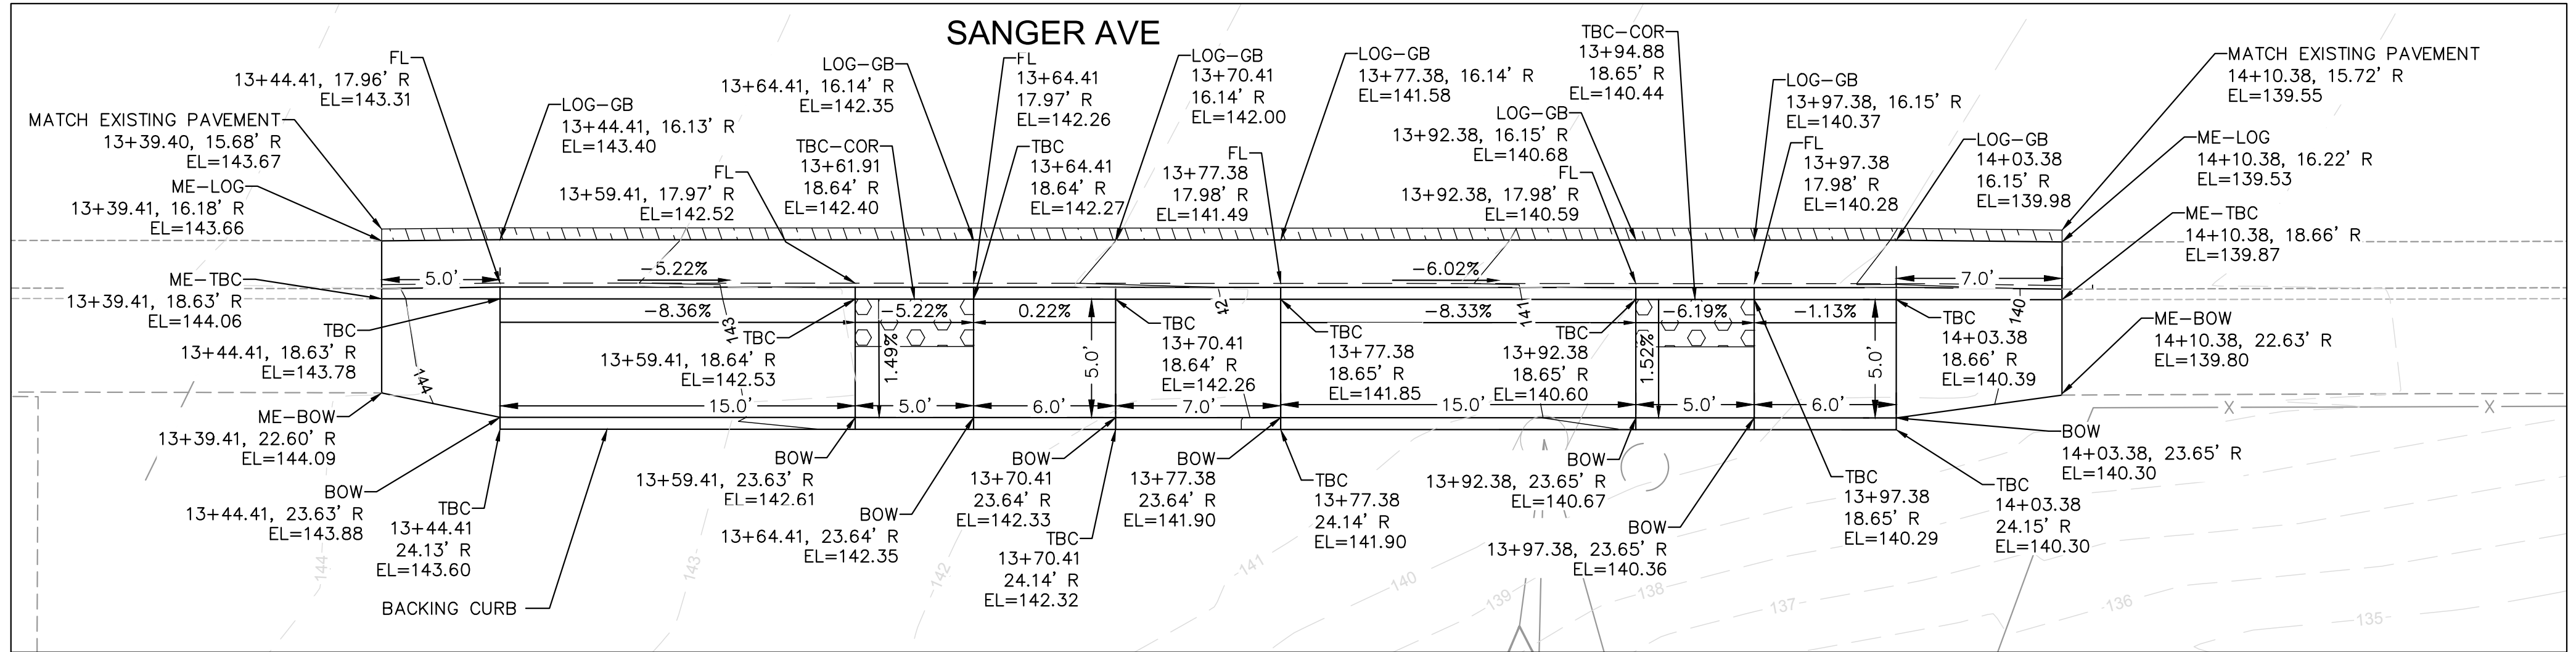 SANGER AVE
MATCH EXISTING PAVEMENT
13+39.40, 15.68' R
EL=143.67
ME-LOG
13+39.41, 16.18' R
EL=143.66
FL
13+44.41, 17.96' R
EL=143.31
LOG-GB
13+44.41, 16.13' R
EL=143.40
FL
13+59.41, 17.97' R
EL=142.52
LOG-GB
13+64.41, 16.14' R
EL=142.35
TBC-COR
13+61.91
18.64' R
EL=142.40
FL
13+64.41
17.97' R
EL=142.26
TBC
13+64.41
18.64' R
EL=142.27
LOG-GB
13+70.41
16.14' R
EL=142.00
FL
13+77.38
17.98' R
EL=141.49
LOG-GB
13+77.38, 16.14' R
EL=141.58
LOG-GB
13+92.38, 16.15' R
EL=140.68
FL
13+92.38, 17.98' R
EL=140.59
TBC-COR
13+94.88
18.65' R
EL=140.44
LOG-GB
13+97.38, 16.15' R
EL=140.37
FL
13+97.38
17.98' R
EL=140.28
LOG-GB
14+03.38
16.15' R
EL=139.98
MATCH EXISTING PAVEMENT
14+10.38, 15.72' R
EL=139.55
ME-LOG
14+10.38, 16.22' R
EL=139.53
ME-TBC
14+10.38, 18.66' R
EL=139.87
ME-TBC
13+39.41, 18.63' R
EL=144.06
5.0'
-5.22%
-6.02%
7.0'
-8.36%
-5.22%
0.22%
-8.33%
-6.19%
-1.13%
143
42
141
140
144
1.49%
5.0'
1.52%
5.0'
TBC
13+44.41, 18.63' R
EL=143.78
TBC
13+59.41, 18.64' R
EL=142.53
TBC
13+70.41
18.64' R
EL=142.26
TBC
13+77.38
18.65' R
EL=141.85
TBC
13+92.38
18.65' R
EL=140.60
TBC
14+03.38
18.66' R
EL=140.39
ME-BOW
14+10.38, 22.63' R
EL=139.80
15.0'
5.0'
6.0'
7.0'
15.0'
5.0'
6.0'
X
X
ME-BOW
13+39.41, 22.60' R
EL=144.09
BOW
13+44.41, 23.63' R
EL=143.88
TBC
13+44.41
24.13' R
EL=143.60
BOW
13+59.41, 23.63' R
EL=142.61
BOW
13+64.41, 23.64' R
EL=142.35
BOW
13+70.41
23.64' R
EL=142.33
TBC
13+70.41
24.14' R
EL=142.32
BOW
13+77.38
23.64' R
EL=141.90
TBC
13+77.38
24.14' R
EL=141.90
BOW
13+92.38, 23.65' R
EL=140.67
BOW
13+97.38, 23.65' R
EL=140.36
TBC
13+97.38
18.65' R
EL=140.29
TBC
14+03.38
24.15' R
EL=140.30
BOW
14+03.38, 23.65' R
EL=140.30
BACKING CURB
144
143
142
141
140
139
138
137
136
135